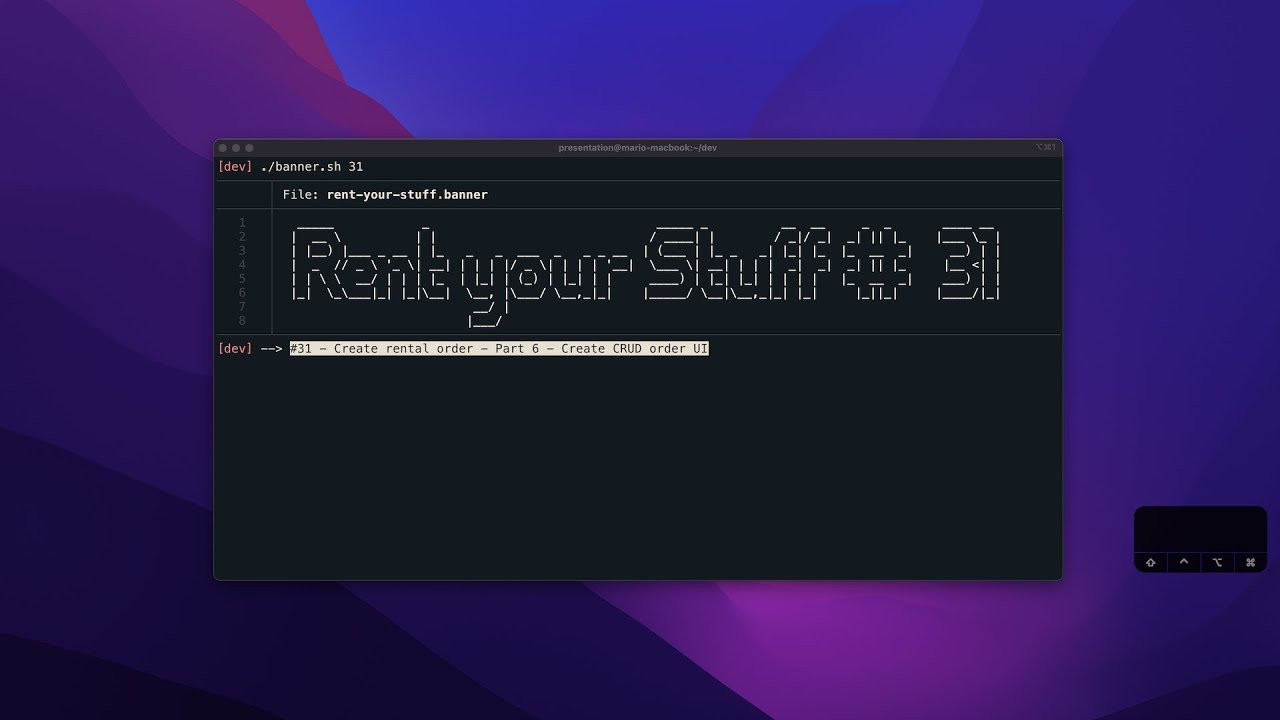 presentation@mario-macbook:~/dev
⌥⌘1
[dev] ./banner.sh 31
File: rent-your-stuff.banner
1
2
3
4
5
6
7
8
Rent your Stuff # 31
[dev] --> #31 - Create rental order - Part 6 - Create CRUD order UI
⇧ ^ ⌥ ⌘